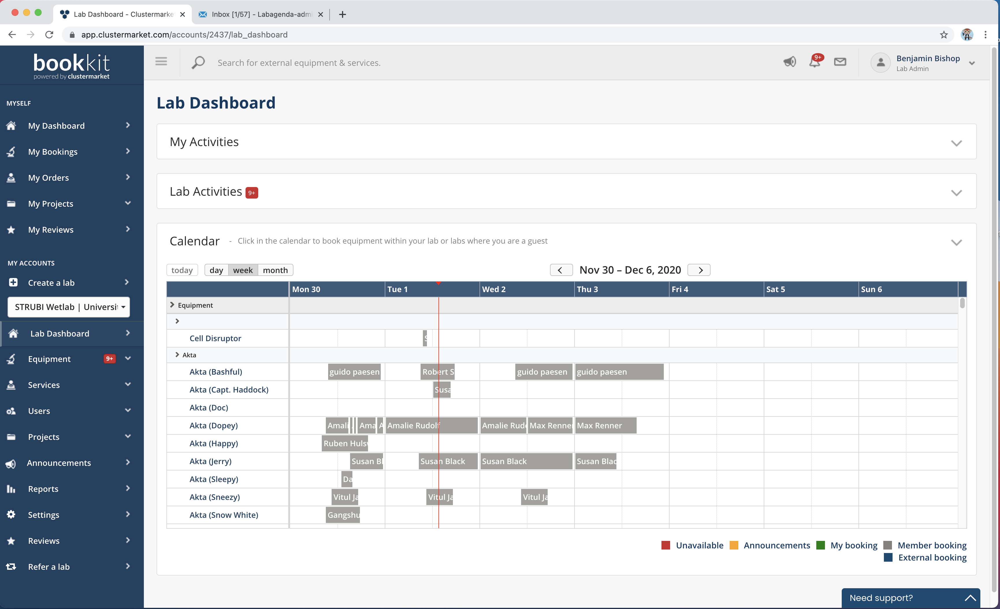 Lab Dashboard - Clustermarke
Inbox [1/57] - Labagenda-admi
app.clustermarket.com/accounts/2437/lab_dashboard
bookkit
powered by clustermarket
Search for external equipment & services.
9+
Benjamin Bishop
Lab Admin
MYSELF
My Dashboard
My Bookings
My Orders
My Projects
My Reviews
MY ACCOUNTS
Create a lab
STRUBI Wetlab | Universit
Lab Dashboard
Equipment 9+
Services
Users
Projects
Announcements
Reports
Settings
Reviews
Refer a lab
Lab Dashboard
My Activities
Lab Activities 9+
Calendar - Click in the calendar to book equipment within your lab or labs where you are a guest
today day week month
Nov 30 – Dec 6, 2020
Mon 30 Tue 1 Wed 2 Thu 3 Fri 4 Sat 5 Sun 6
Equipment
Cell Disruptor S
Akta
Akta (Bashful) guido paesen Robert S guido paesen guido paesen
Akta (Capt. Haddock) Susa
Akta (Doc)
Akta (Dopey) Amali Ama A Amalie Rudolf Amalie Rudo Max Renner Max Renner
Akta (Happy) Ruben Hulsw
Akta (Jerry) Susan Bl Susan Black Susan Black Susan Blac
Akta (Sleepy) Da
Akta (Sneezy) Vitul Ja Vitul Ja Vitul Ja
Akta (Snow White) Gangshu
Unavailable Announcements My booking Member booking
External booking
Need support?